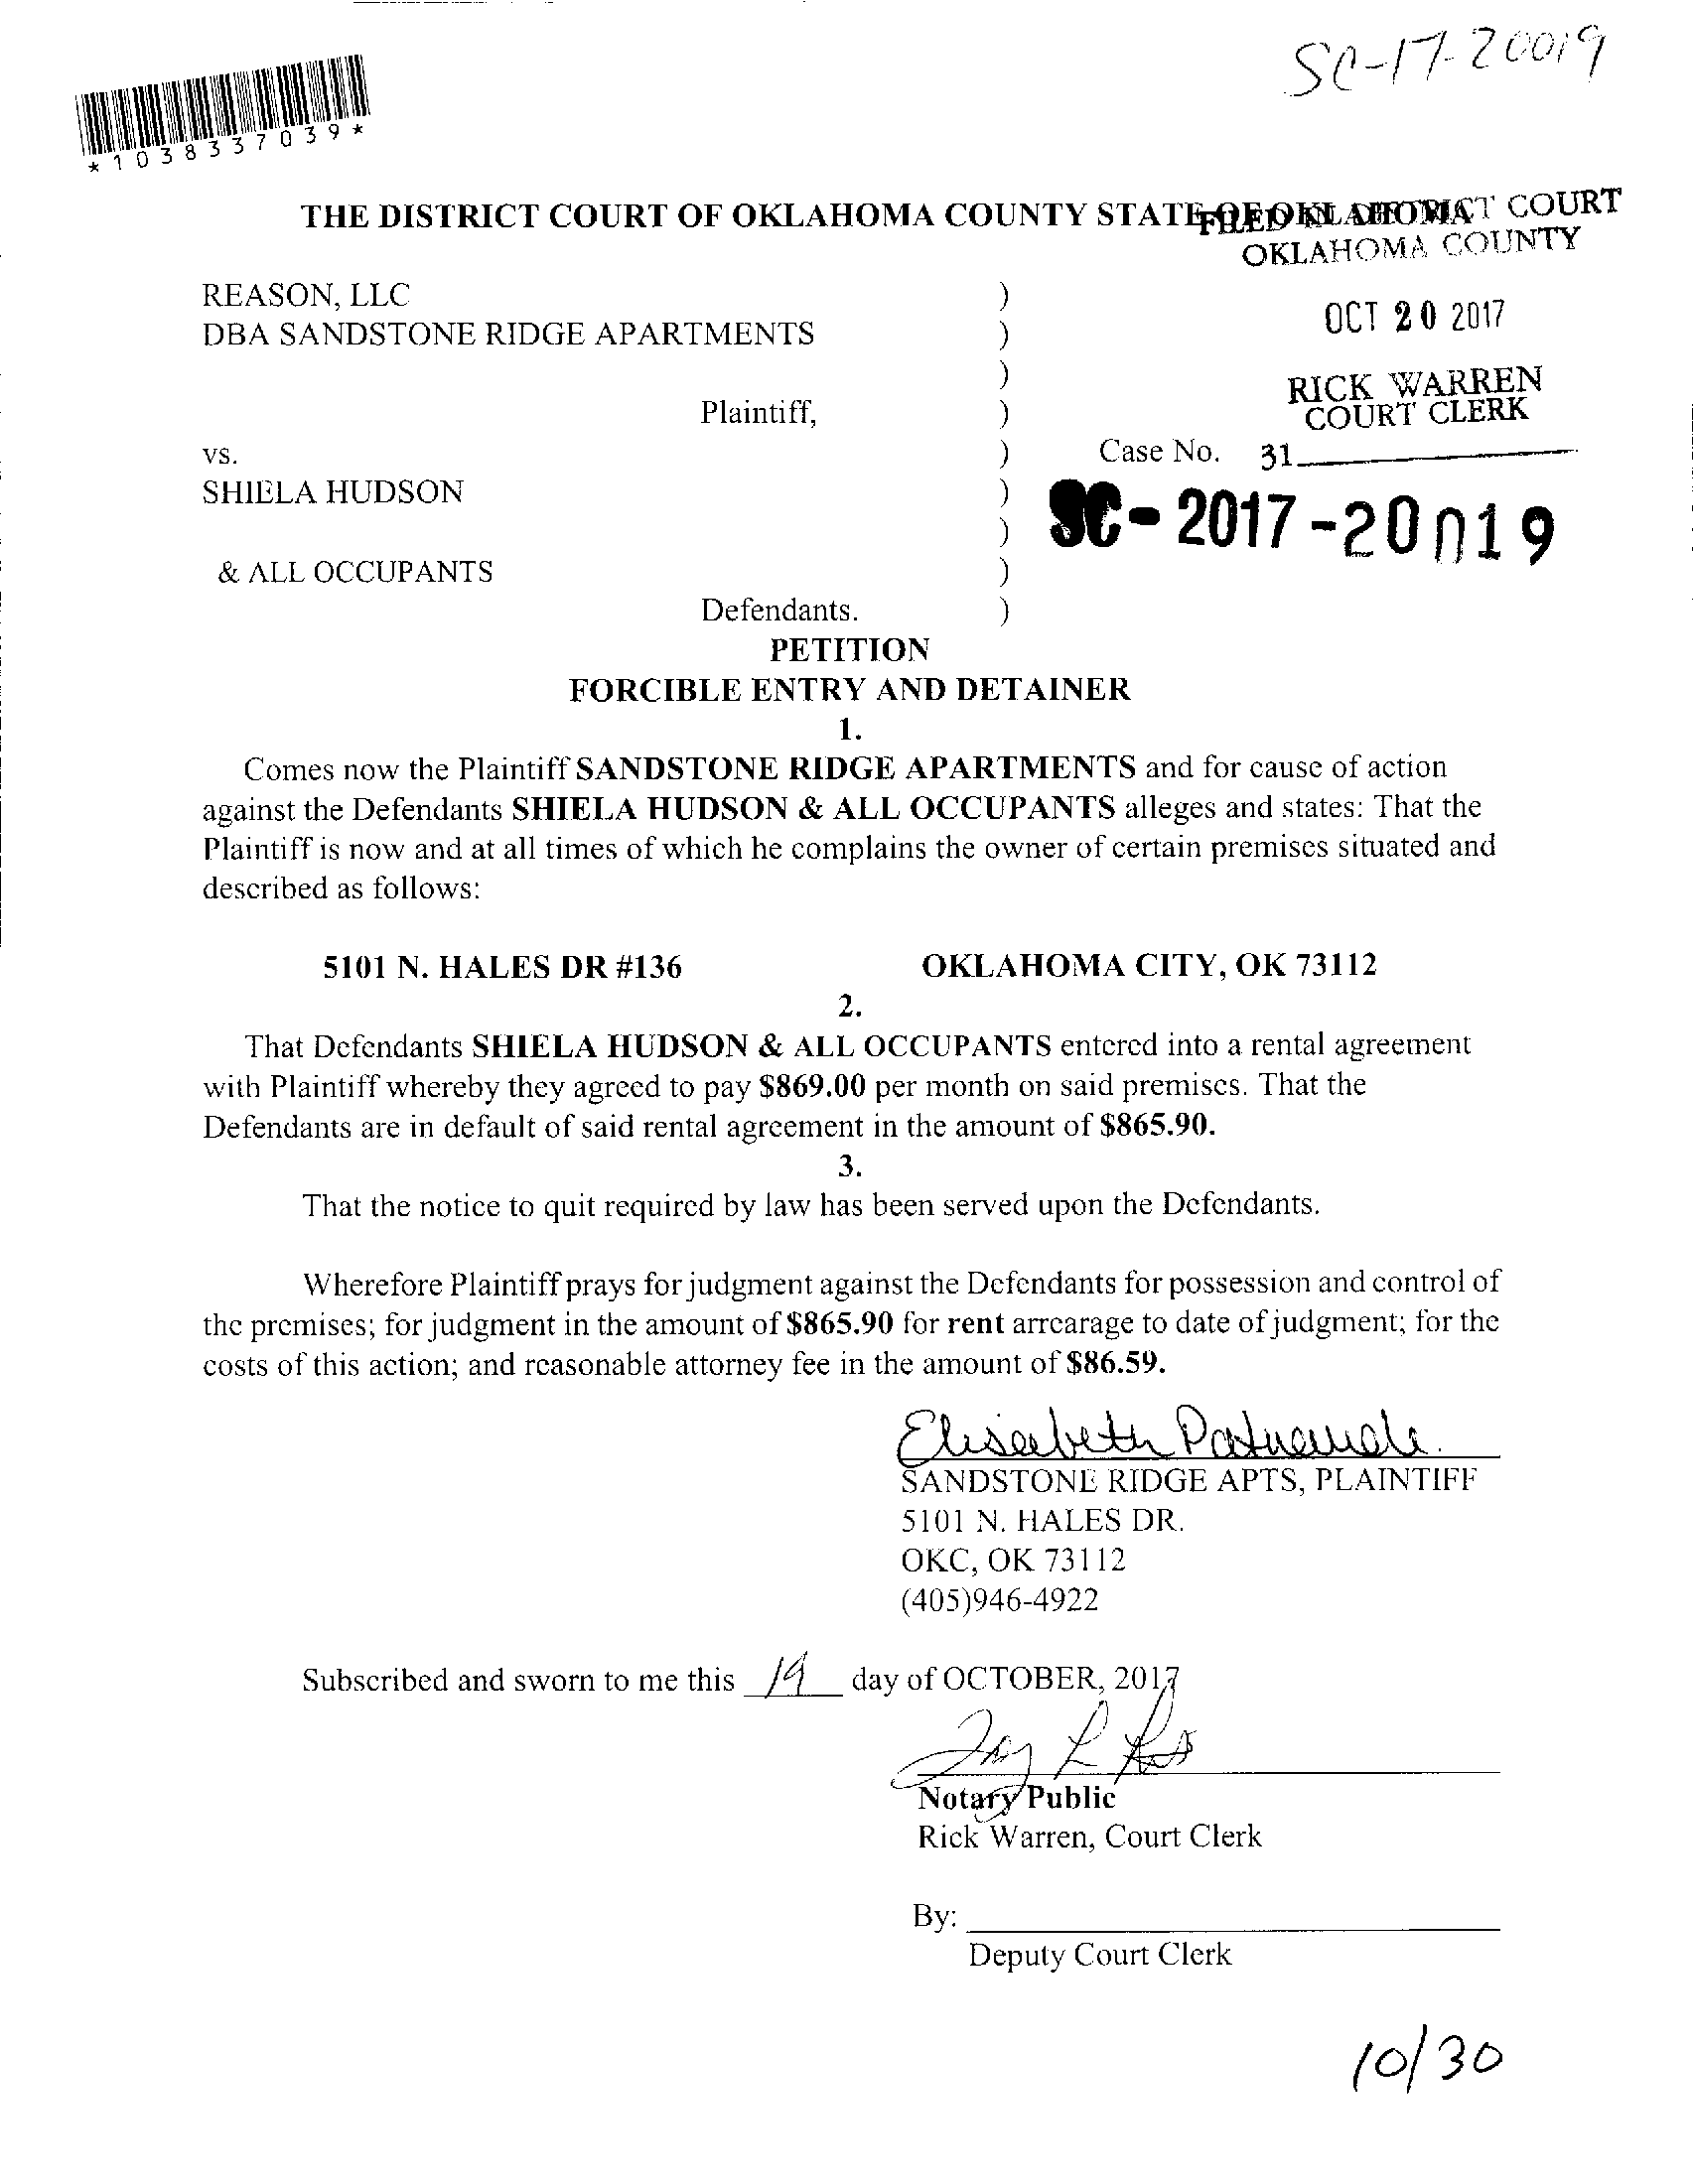 SC-17-20019
*1038337039*
THE DISTRICT COURT OF OKLAHOMA COUNTY STATE OF OKLAHOMA
FILED IN DISTRICT COURT
OKLAHOMA COUNTY
REASON, LLC )
DBA SANDSTONE RIDGE APARTMENTS )
OCT 20 2017
)
RICK WARREN
COURT CLERK
Plaintiff, )
vs. ) Case No. 31
SHIELA HUDSON )
SC-2017-20019
)
& ALL OCCUPANTS )
Defendants. )
PETITION
FORCIBLE ENTRY AND DETAINER
1.
Comes now the Plaintiff SANDSTONE RIDGE APARTMENTS and for cause of action
against the Defendants SHIELA HUDSON & ALL OCCUPANTS alleges and states: That the
Plaintiff is now and at all times of which he complains the owner of certain premises situated and
described as follows:
5101 N. HALES DR #136 OKLAHOMA CITY, OK 73112
2.
That Defendants SHIELA HUDSON & ALL OCCUPANTS entered into a rental agreement
with Plaintiff whereby they agreed to pay $869.00 per month on said premises. That the
Defendants are in default of said rental agreement in the amount of $865.90.
3.
That the notice to quit required by law has been served upon the Defendants.
Wherefore Plaintiff prays for judgment against the Defendants for possession and control of
the premises; for judgment in the amount of $865.90 for rent arrearage to date of judgment; for the
costs of this action; and reasonable attorney fee in the amount of $86.59.
SANDSTONE RIDGE APTS, PLAINTIFF
5101 N. HALES DR.
OKC, OK 73112
(405)946-4922
Subscribed and sworn to me this 19 day of OCTOBER, 2017
Notary Public
Rick Warren, Court Clerk
By:
Deputy Court Clerk
10/30